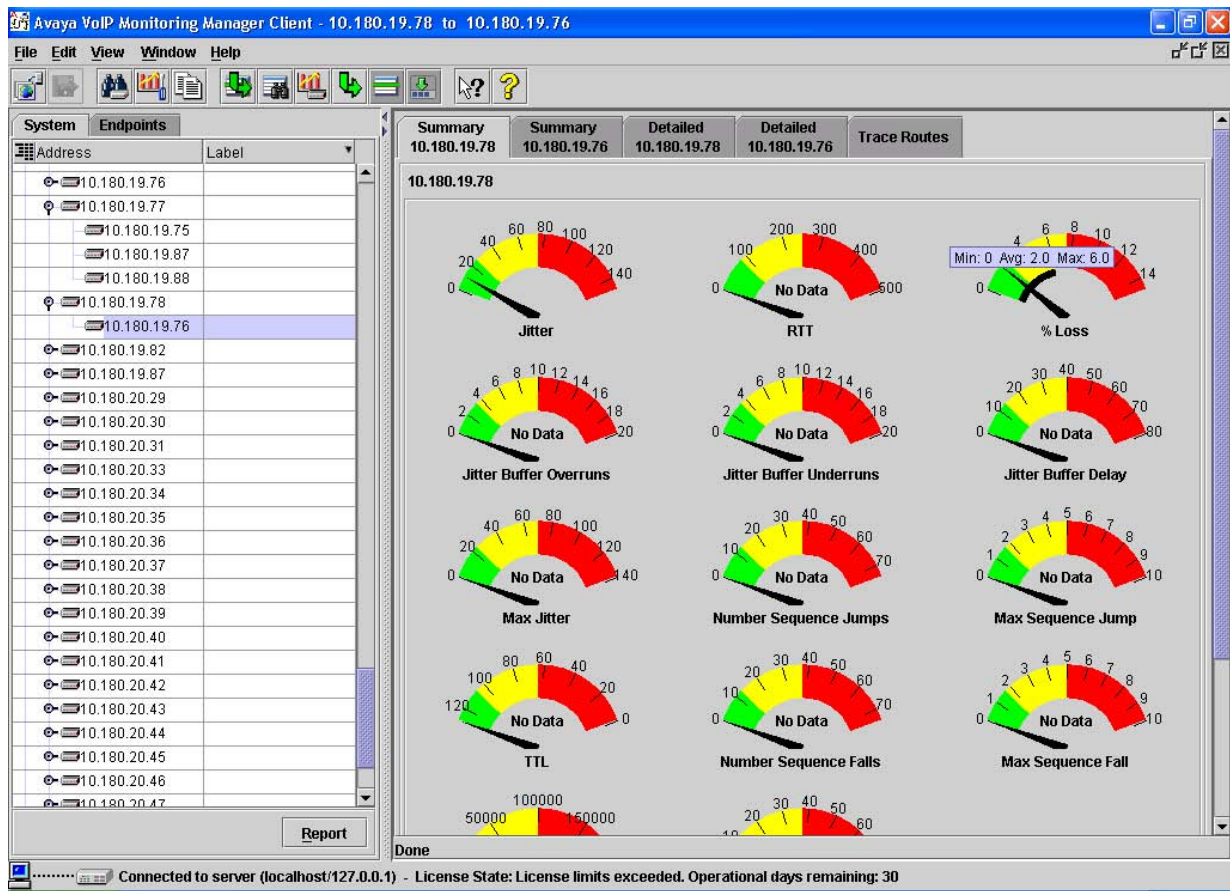 Avaya VoIP Monitoring Manager Client - 10.180.19.78 to 10.180.19.76
File Edit View Window Help
System Endpoints
Address Label
10.180.19.76
10.180.19.77
10.180.19.75
10.180.19.87
10.180.19.88
10.180.19.78
10.180.19.76
10.180.19.82
10.180.19.87
10.180.20.29
10.180.20.30
10.180.20.31
10.180.20.33
10.180.20.34
10.180.20.35
10.180.20.36
10.180.20.37
10.180.20.38
10.180.20.39
10.180.20.40
10.180.20.41
10.180.20.42
10.180.20.43
10.180.20.44
10.180.20.45
10.180.20.46
10.180.20.47
Report
Summary 10.180.19.78
Summary 10.180.19.76
Detailed 10.180.19.78
Detailed 10.180.19.76
Trace Routes
10.180.19.78
0 20 40 60 80 100 120 140
Jitter
0 100 200 300 400 500
No Data
RTT
0 4 6 8 10 12 14
Min: 0 Avg: 2.0 Max: 6.0
% Loss
0 2 4 6 8 10 12 14 16 18 20
No Data
Jitter Buffer Overruns
0 2 4 6 8 10 12 14 16 18 20
No Data
Jitter Buffer Underruns
0 10 20 30 40 50 60 70 80
No Data
Jitter Buffer Delay
0 20 40 60 80 100 120 140
No Data
Max Jitter
0 10 20 30 40 50 60 70
No Data
Number Sequence Jumps
0 1 2 3 4 5 6 7 8 9 10
No Data
Max Sequence Jump
120 100 80 60 40 20 0
No Data
TTL
0 10 20 30 40 50 60 70
No Data
Number Sequence Falls
0 1 2 3 4 5 6 7 8 9 10
No Data
Max Sequence Fall
50000 100000 150000
10 20 30 40 50 60
Done
Connected to server (localhost/127.0.0.1) - License State: License limits exceeded. Operational days remaining: 30